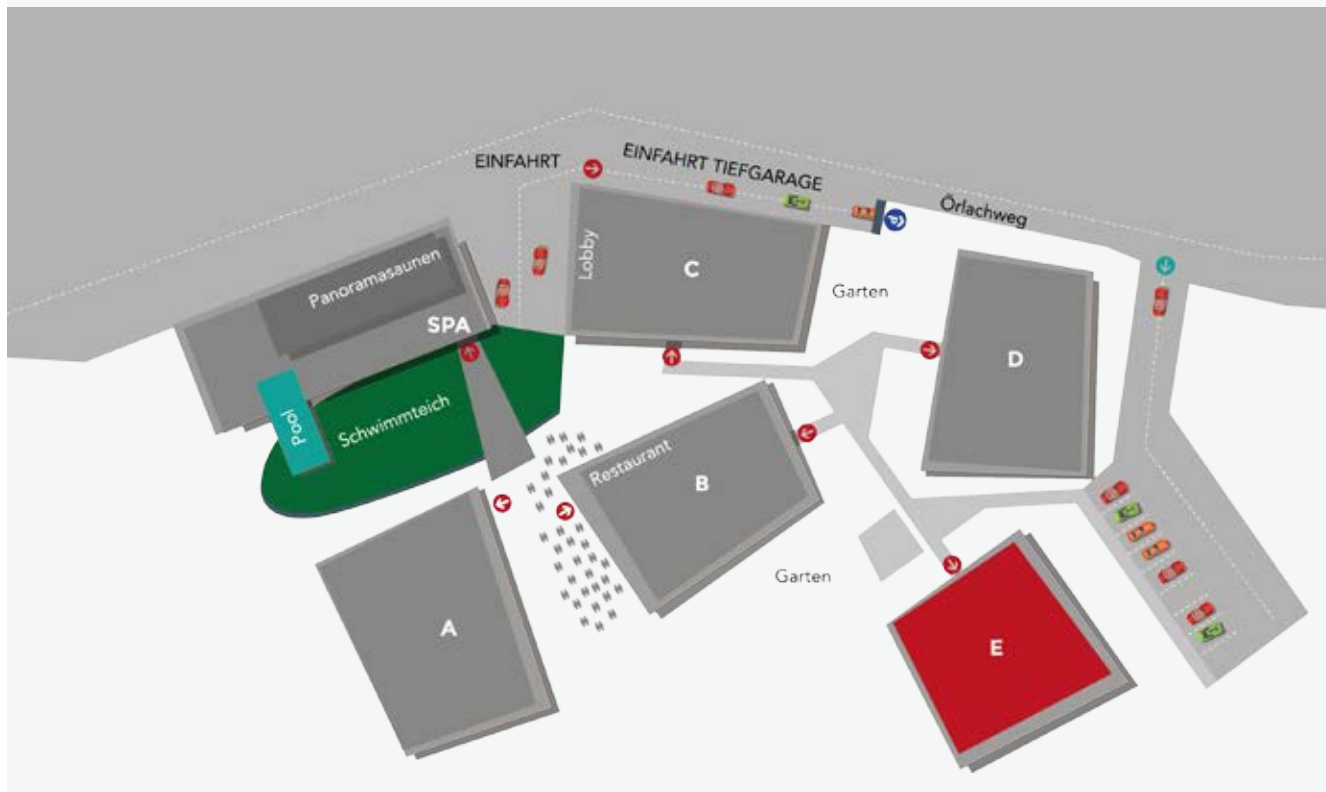 EINFAHRT
EINFAHRT TIEFGARAGE
Örlachweg
Lobby
C
Panoramasaunen
SPA
Garten
D
Pool
Schwimmteich
Restaurant
B
Garten
A
E